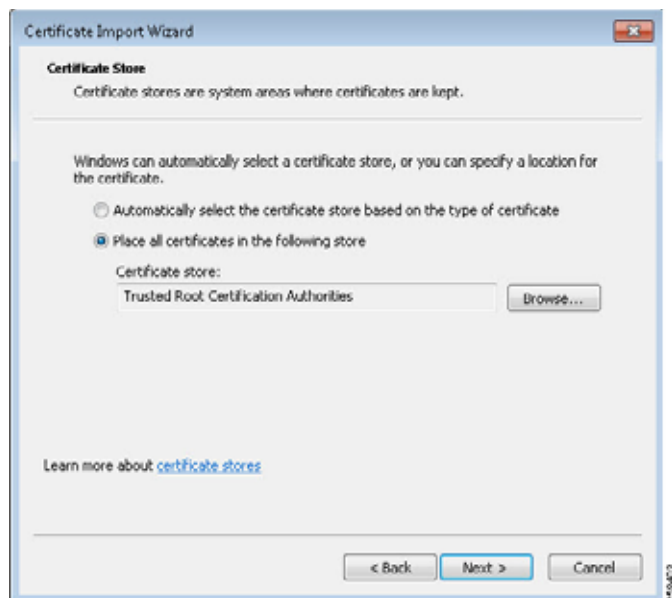 Certificate Import Wizard
Certificate Store
Certificate stores are system areas where certificates are kept.
Windows can automatically select a certificate store, or you can specify a location for
the certificate.
Automatically select the certificate store based on the type of certificate
Place all certificates in the following store
Certificate store:
Trusted Root Certification Authorities
Browse...
Learn more about certificate stores
< Back
Next >
Cancel